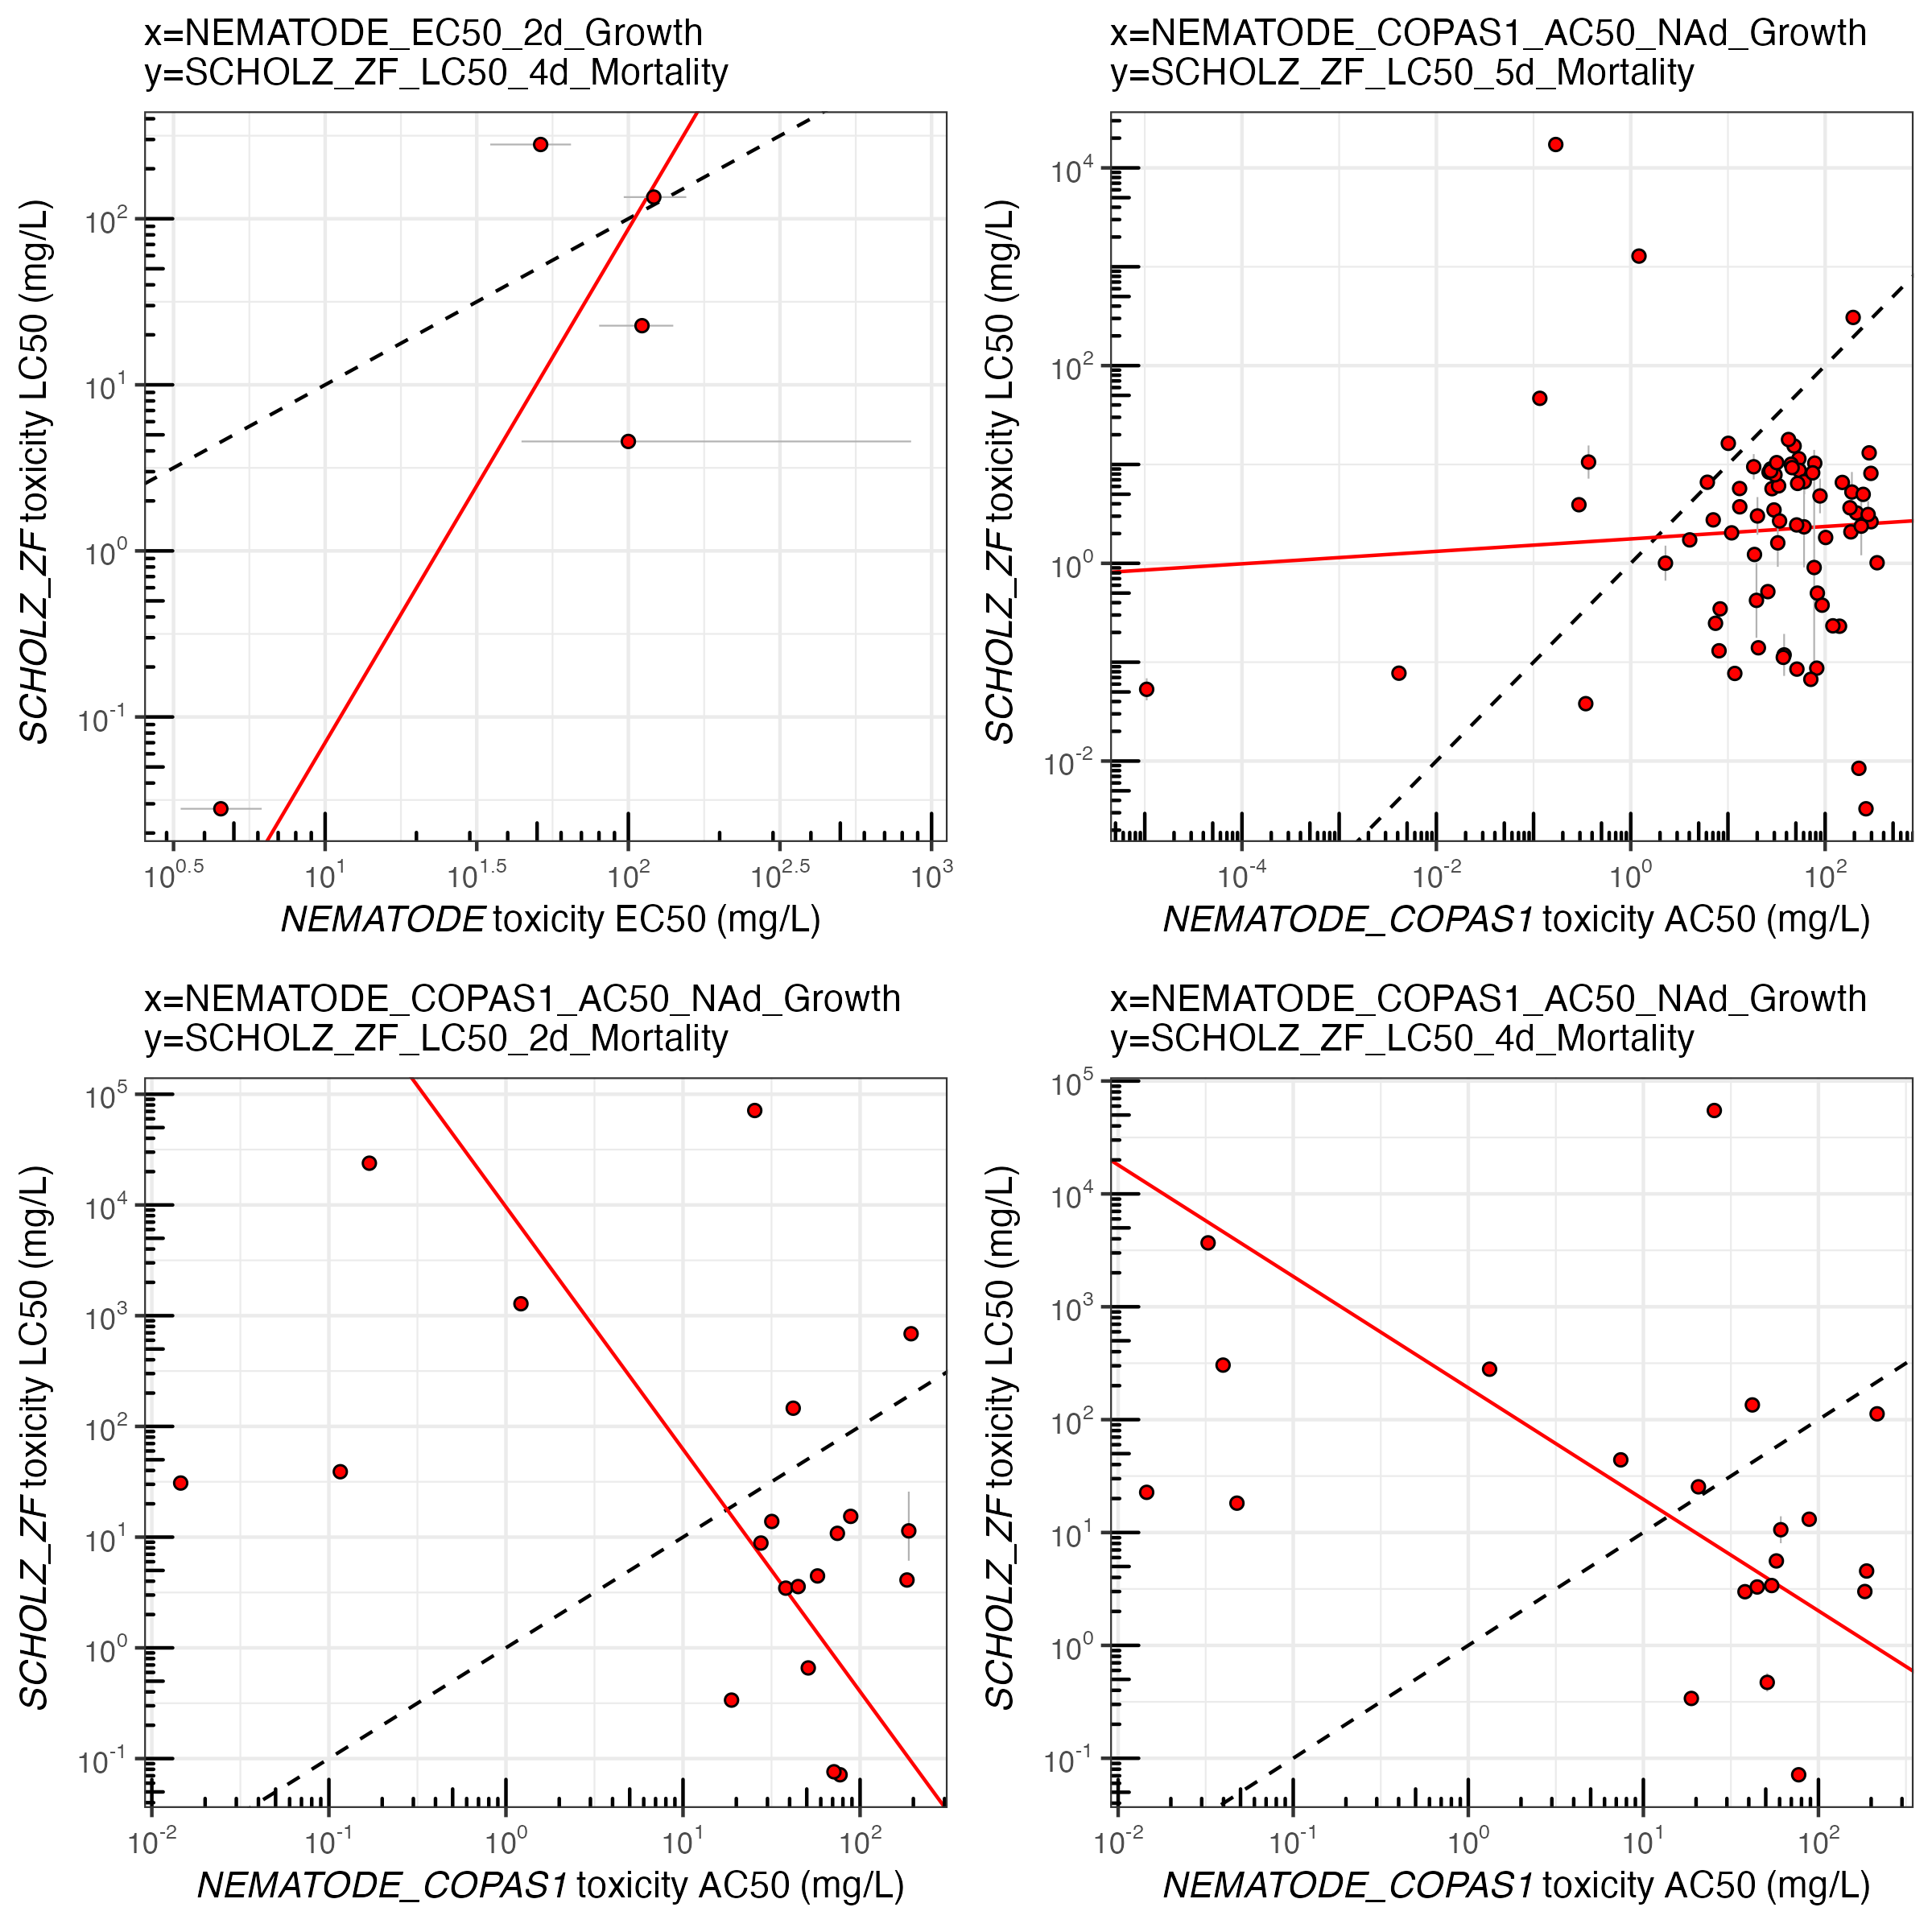 x=NEMATODE_EC50_2d_Growth
y=SCHOLZ_ZF_LC50_4d_Mortality
SCHOLZ_ZF toxicity LC50 (mg/L)
10^2
10^1
10^0
10^-1
10^0.5 10^1 10^1.5 10^2 10^2.5 10^3
NEMATODE toxicity EC50 (mg/L)
x=NEMATODE_COPAS1_AC50_NAd_Growth
y=SCHOLZ_ZF_LC50_5d_Mortality
SCHOLZ_ZF toxicity LC50 (mg/L)
10^4
10^2
10^0
10^-2
10^-4 10^-2 10^0 10^2
NEMATODE_COPAS1 toxicity AC50 (mg/L)
x=NEMATODE_COPAS1_AC50_NAd_Growth
y=SCHOLZ_ZF_LC50_2d_Mortality
SCHOLZ_ZF toxicity LC50 (mg/L)
10^5
10^4
10^3
10^2
10^1
10^0
10^-1
10^-2 10^-1 10^0 10^1 10^2
NEMATODE_COPAS1 toxicity AC50 (mg/L)
x=NEMATODE_COPAS1_AC50_NAd_Growth
y=SCHOLZ_ZF_LC50_4d_Mortality
SCHOLZ_ZF toxicity LC50 (mg/L)
10^5
10^4
10^3
10^2
10^1
10^0
10^-1
10^-2 10^-1 10^0 10^1 10^2
NEMATODE_COPAS1 toxicity AC50 (mg/L)